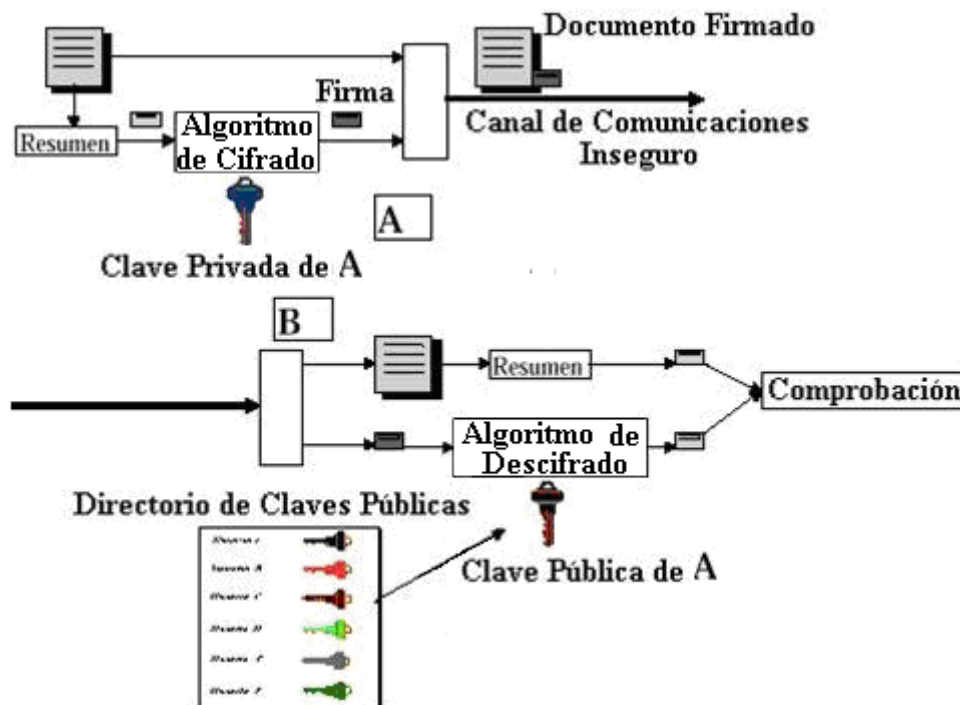 Documento Firmado
Firma
Resumen
Algoritmo
de Cifrado
Canal de Comunicaciones
Inseguro
A
Clave Privada de A
B
Resumen
Comprobación
Algoritmo de
Descifrado
Directorio de Claves Públicas
Clave Pública de A